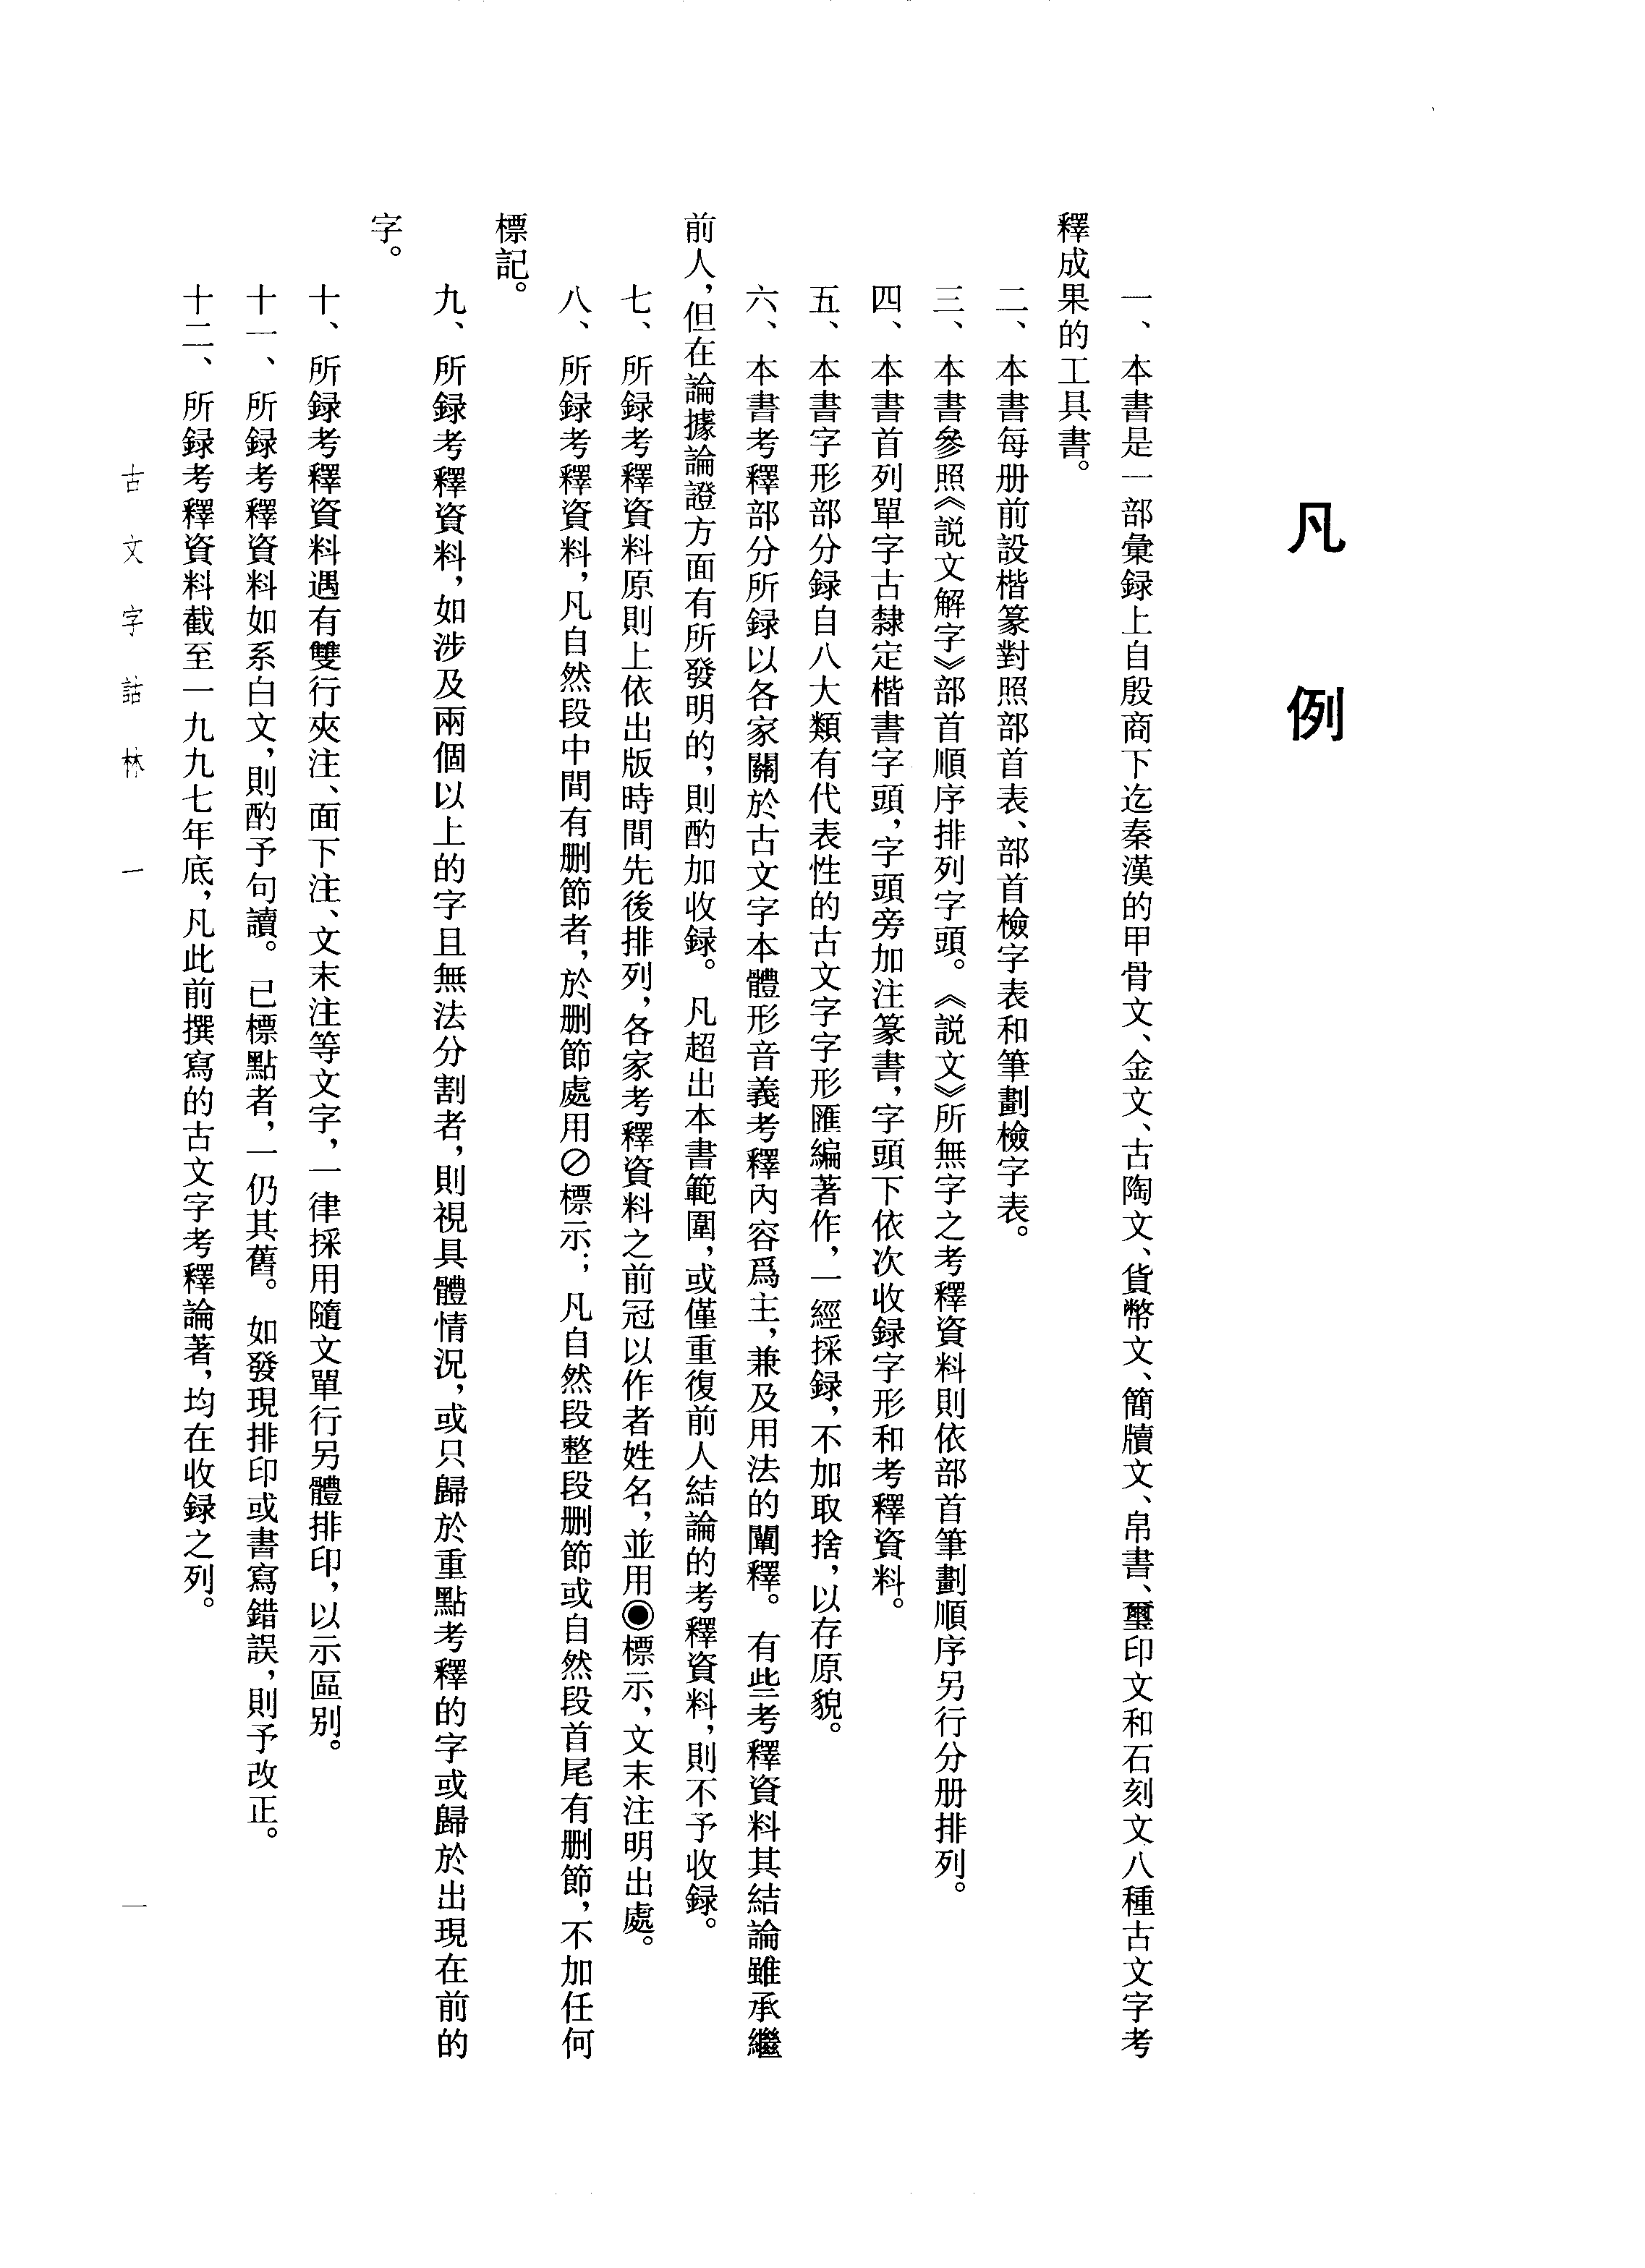 凡例
一、本書是一部彙録上自殷商下迄秦漢的甲骨文、金文、古陶文、貨幣文、簡牘文、帛書、璽印文和石刻文八種古文字考
釋成果的工具書。
二、本書每册前設楷篆對照部首表、部首檢字表和筆劃檢字表。
三、本書參照《説文解字》部首順序排列字頭。《説文》所無字之考釋資料則依部首筆劃順序另行分册排列。
四、本書首列單字古隸定楷書字頭，字頭旁加注篆書，字頭下依次收録字形和考釋資料。
五、本書字形部分録自八大類有代表性的古文字字形匯編著作，一經採録，不加取捨，以存原貌。
六、本書考釋部分所録以各家關於古文字本體形音義考釋內容爲主，兼及用法的闡釋。有些考釋資料其結論雖承繼
前人，但在論據論證方面有所發明的，則酌加收録。凡超出本書範圍，或僅重復前人結論的考釋資料，則不予收録。
七、所録考釋資料原則上依出版時間先後排列，各家考釋資料之前冠以作者姓名，並用◉標示，文末注明出處。
八、所録考釋資料，凡自然段中間有删節者，於删節處用⊘標示；凡自然段整段删節或自然段首尾有删節，不加任何
標記。
九、所録考釋資料，如涉及兩個以上的字且無法分割者，則視具體情況，或只歸於重點考釋的字或歸於出現在前的
字。
十、所録考釋資料遇有雙行夾注、面下注、文末注等文字，一律採用隨文單行另體排印，以示區别。
十一、所録考釋資料如系白文，則酌予句讀。已標點者，一仍其舊。如發現排印或書寫錯誤，則予改正。
十二、所録考釋資料截至一九九七年底，凡此前撰寫的古文字考釋論著，均在收録之列。
古文字詁林 一
一